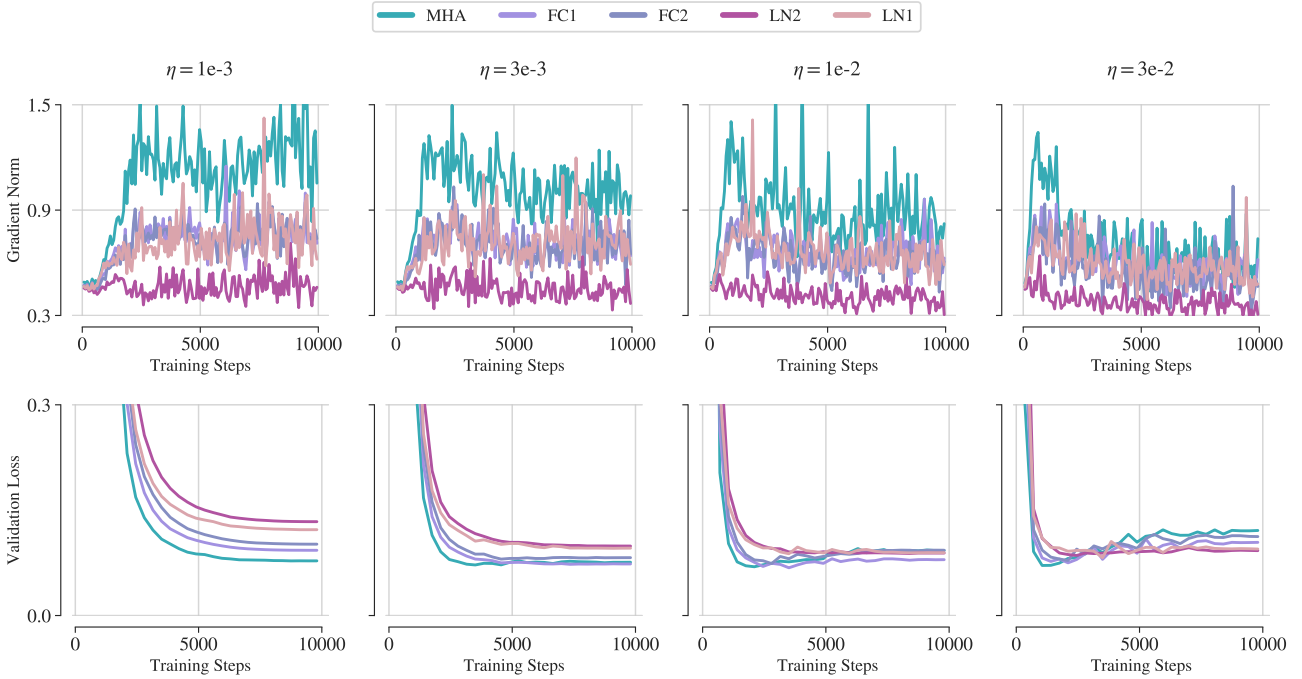 MHA FC1 FC2 LN2 LN1
η = 1e-3 η = 3e-3 η = 1e-2 η = 3e-2
Gradient Norm
1.5
0.9
0.3
0 5000 10000 0 5000 10000 0 5000 10000 0 5000 10000
Training Steps Training Steps Training Steps Training Steps
Validation Loss
0.3
0.0
0 5000 10000 0 5000 10000 0 5000 10000 0 5000 10000
Training Steps Training Steps Training Steps Training Steps